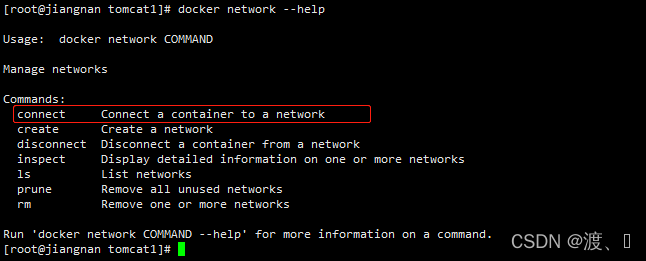 [root@jiangnan tomcat1]# docker network --help
Usage:  docker network COMMAND
Manage networks
Commands:
  connect     Connect a container to a network
  create      Create a network
  disconnect  Disconnect a container from a network
  inspect     Display detailed information on one or more networks
  ls          List networks
  prune       Remove all unused networks
  rm          Remove one or more networks
Run 'docker network COMMAND --help' for more information on a command.
[root@jiangnan tomcat1]#
CSDN @渡、